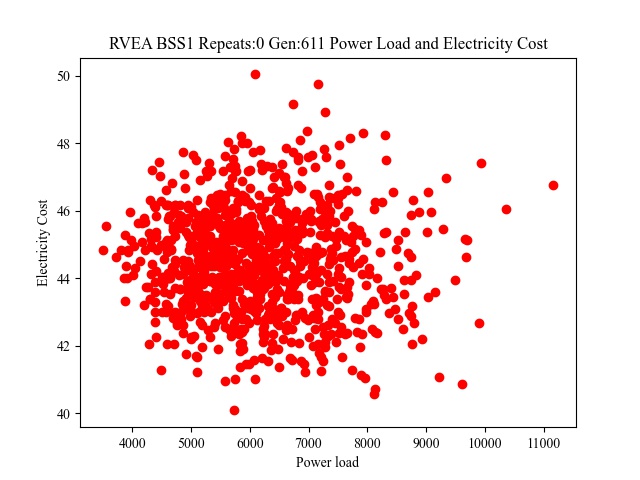 RVEA BSS1 Repeats:0 Gen:611 Power Load and Electricity Cost
50
48
46
44
42
40
Electricity Cost
4000 5000 6000 7000 8000 9000 10000 11000
Power load